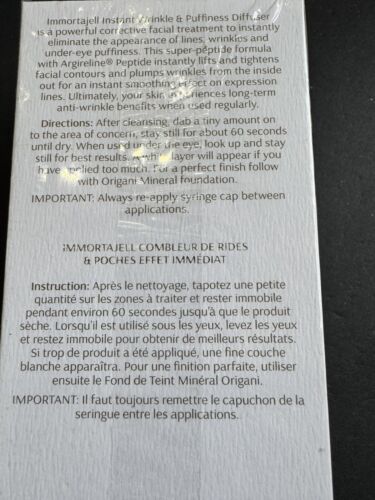 Immortajell Instant Wrinkle & Puffiness Diffuser
is a powerful corrective facial treatment to instantly
eliminate the appearance of lines, wrinkles and
under-eye puffiness. This super-peptide formula
with Argireline® Peptide instantly lifts and tightens
facial contours and plumps wrinkles from the inside
out for an instant smoothing effect on expression
lines. Ultimately, your skin experiences long-term
anti-wrinkle benefits when used regularly.
Directions: After cleansing, dab a tiny amount on
to the area of concern, stay still for about 60 seconds
until dry. When used under the eye, look up and stay
still for best results. A white layer will appear if you
have applied too much. For a perfect finish follow
with Origani Mineral foundation.
IMPORTANT: Always re-apply syringe cap between
applications.
IMMORTAJELL COMBLEUR DE RIDES
& POCHES EFFET IMMÉDIAT
Instruction: Après le nettoyage, tapotez une petite
quantité sur les zones à traiter et rester immobile
pendant environ 60 secondes jusqu'à que le produit
sèche. Lorsqu'il est utilisé sous les yeux, levez les yeux
et restez immobile pour obtenir de meilleurs résultats.
Si trop de produit a été appliqué, une fine couche
blanche apparaîtra. Pour une finition parfaite, utiliser
ensuite le Fond de Teint Minéral Origani.
IMPORTANT: Il faut toujours remettre le capuchon de la
seringue entre les applications.